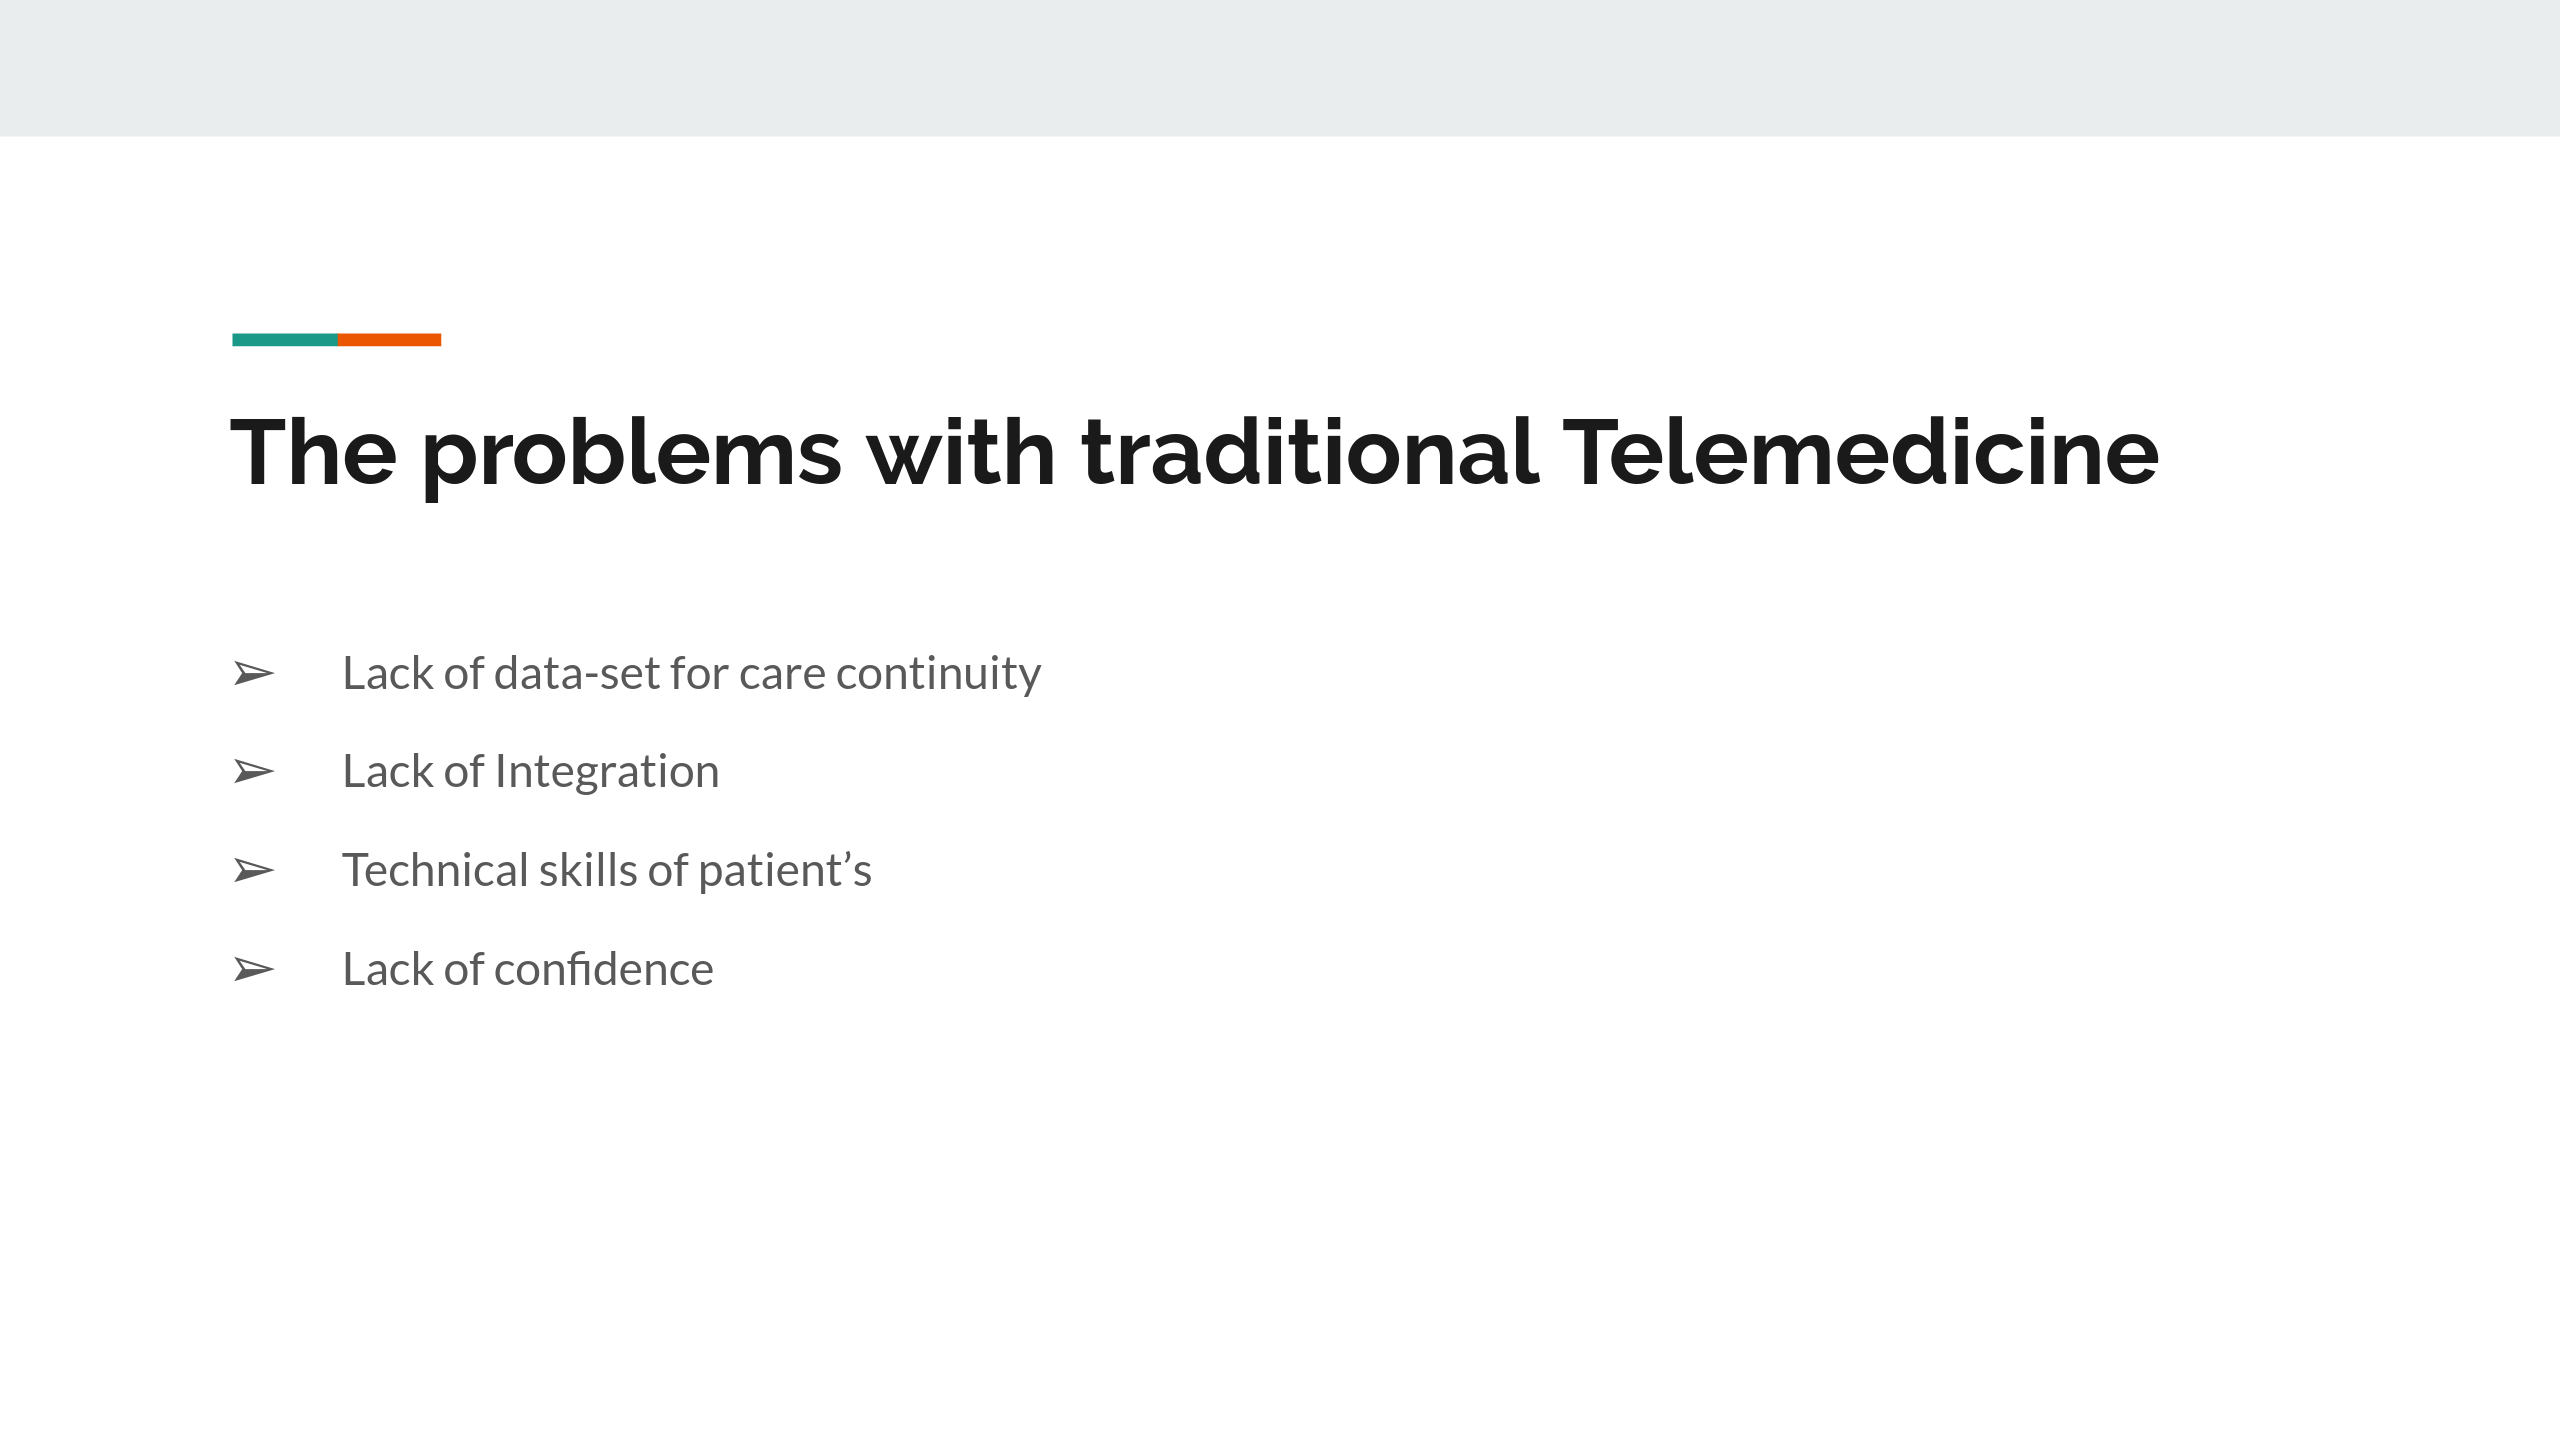 The problems with traditional Telemedicine
➢ Lack of data-set for care continuity
➢ Lack of Integration
➢ Technical skills of patient’s
➢ Lack of confidence